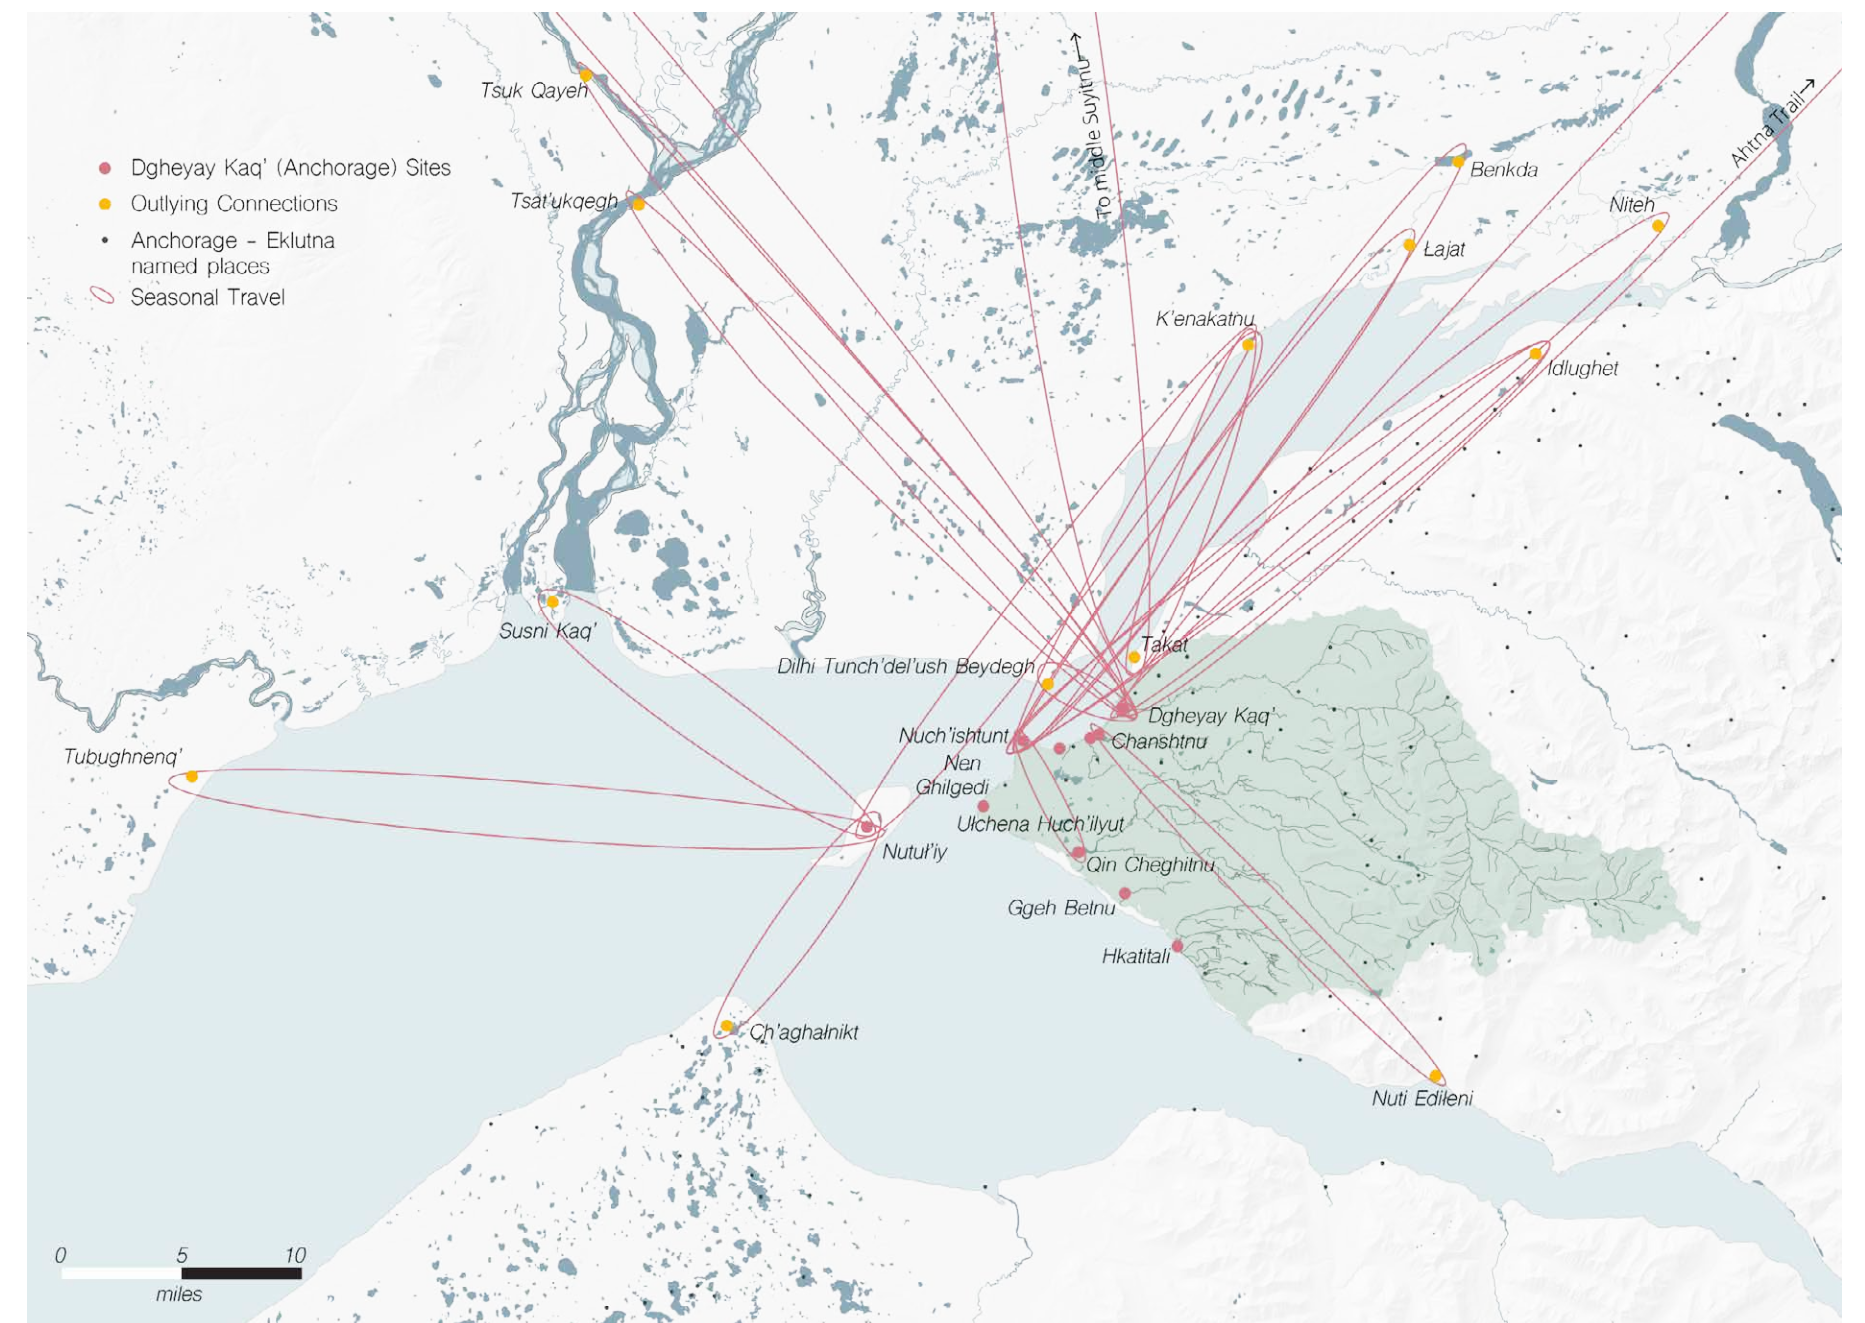 Tsuk Qayeh
To middle Suyitnu→
Ahtna Trail→
Dgheyay Kaq' (Anchorage) Sites
Outlying Connections
Anchorage - Eklutna
named places
Seasonal Travel
Tsat'ukqegh
Benkda
Niteh
Łajat
K'enakatnu
Idlughet
Susni Kaq'
Takat
Dilhi Tunch'del'ush Beydegh
Dgheyay Kaq'
Nuch'ishtunt
Chanshtnu
Tubughnenq'
Nen
Ghilgedi
Ułchena Huch'ilyut
Nutuł'iy
Qin Cheghitnu
Ggeh Betnu
Hkatitali
Ch'aghałnikt
Nuti Ediłeni
0 5 10
miles